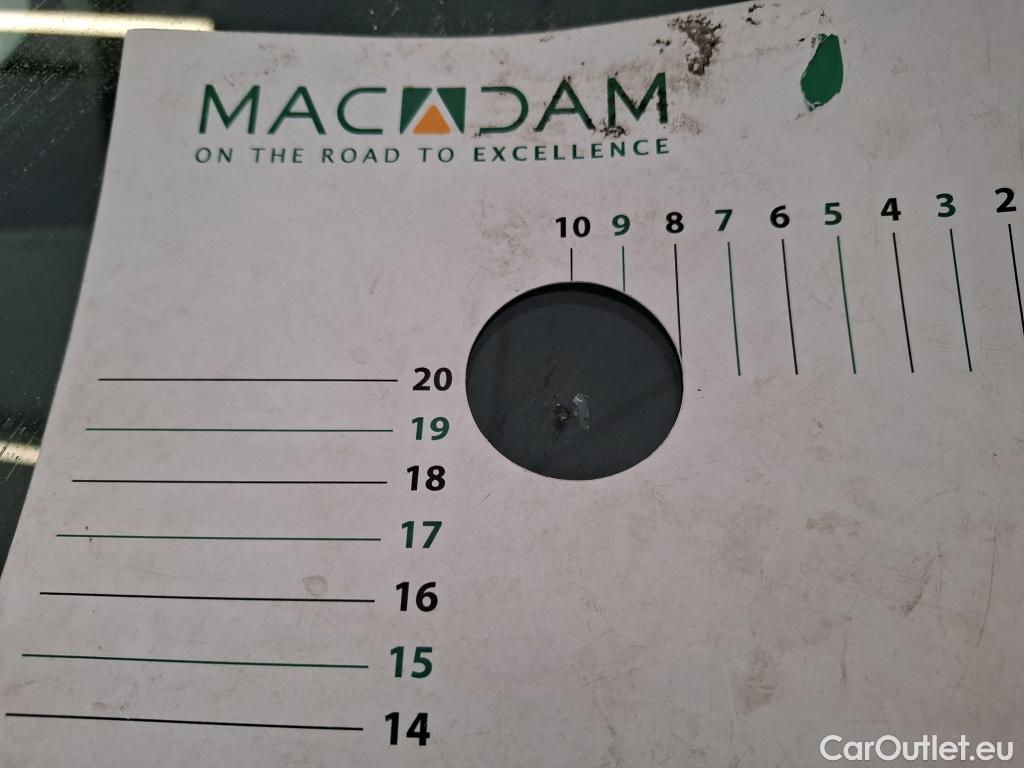 MACADAM
ON THE ROAD TO EXCELLENCE
10 9 8 7 6 5 4 3 2
20
19
18
17
16
15
14
CarOutlet.eu